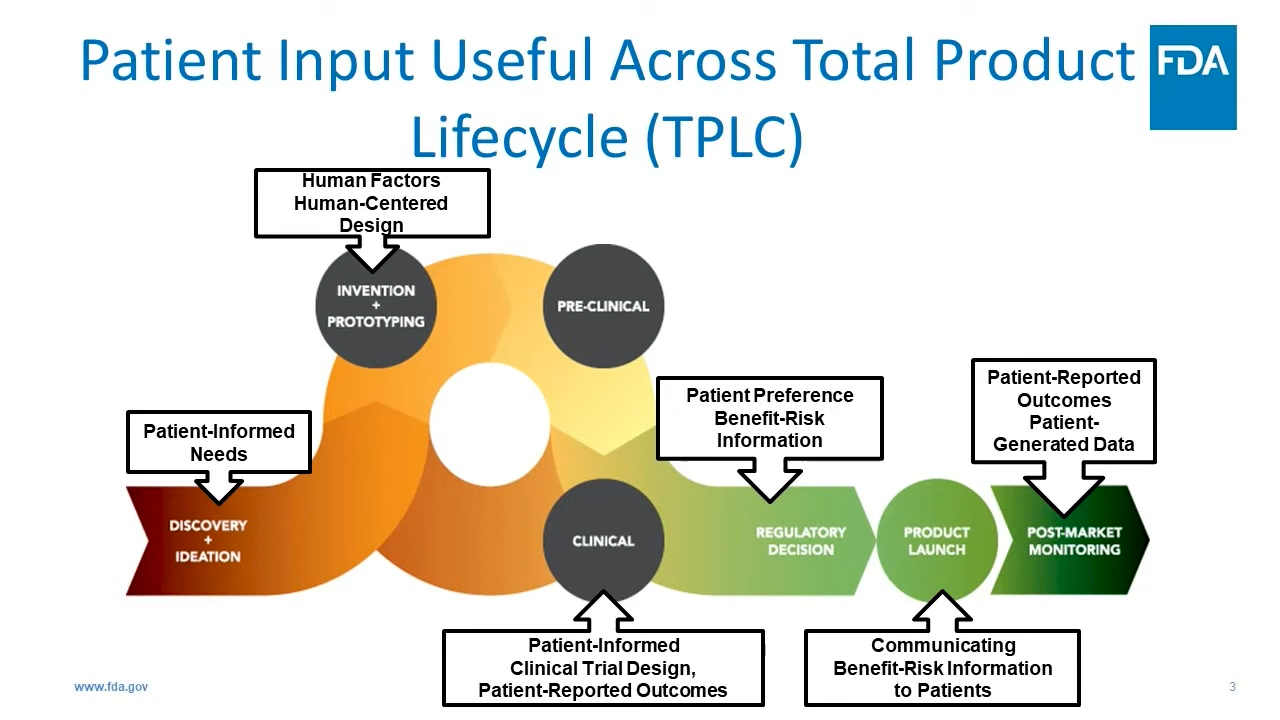 Patient Input Useful Across Total Product
Lifecycle (TPLC)
FDA
Human Factors
Human-Centered
Design
INVENTION
+
PROTOTYPING
PRE-CLINICAL
Patient-Informed
Needs
Patient Preference
Benefit-Risk
Information
Patient-Reported
Outcomes
Patient-
Generated Data
DISCOVERY
+
IDEATION
CLINICAL
REGULATORY
DECISION
PRODUCT
LAUNCH
POST-MARKET
MONITORING
Patient-Informed
Clinical Trial Design,
Patient-Reported Outcomes
Communicating
Benefit-Risk Information
to Patients
www.fda.gov
3